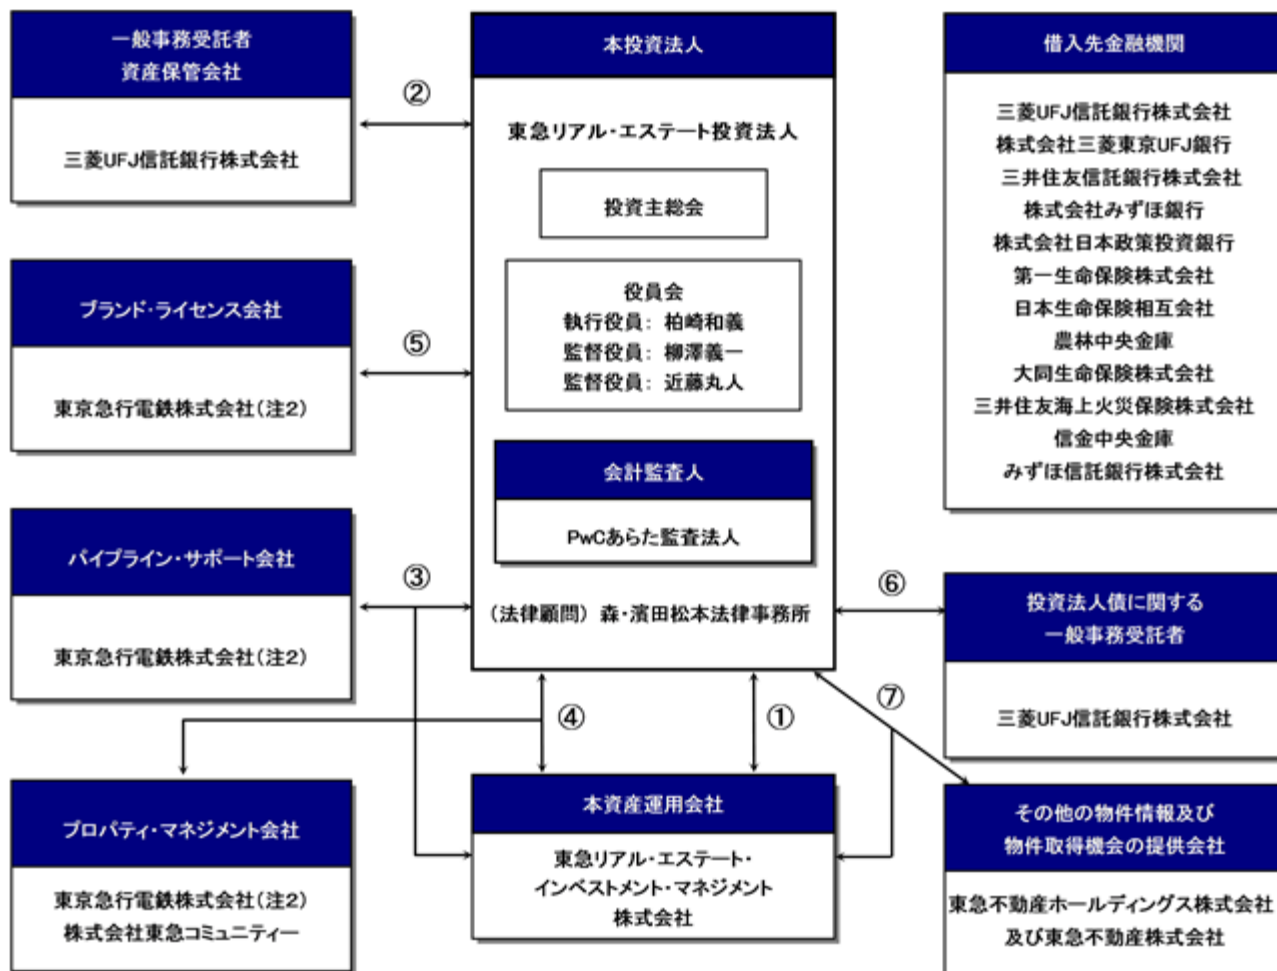 一般事務受託者
資産保管会社
三菱UFJ信託銀行株式会社
②
ブランド・ライセンス会社
東京急行電鉄株式会社(注2)
⑤
パイプライン・サポート会社
東京急行電鉄株式会社(注2)
③
プロパティ・マネジメント会社
東京急行電鉄株式会社(注2)
株式会社東急コミュニティー
④
本投資法人
東急リアル・エステート投資法人
投資主総会
役員会
執行役員: 柏崎和義
監督役員: 柳澤義一
監督役員: 近藤丸人
会計監査人
PwCあらた監査法人
(法律顧問) 森・濱田松本法律事務所
①
本資産運用会社
東急リアル・エステート・
インベストメント・マネジメント
株式会社
借入先金融機関
三菱UFJ信託銀行株式会社
株式会社三菱東京UFJ銀行
三井住友信託銀行株式会社
株式会社みずほ銀行
株式会社日本政策投資銀行
第一生命保険株式会社
日本生命保険相互会社
農林中央金庫
大同生命保険株式会社
三井住友海上火災保険株式会社
信金中央金庫
みずほ信託銀行株式会社
⑥
投資法人債に関する
一般事務受託者
三菱UFJ信託銀行株式会社
⑦
その他の物件情報及び
物件取得機会の提供会社
東急不動産ホールディングス株式会社
及び東急不動産株式会社